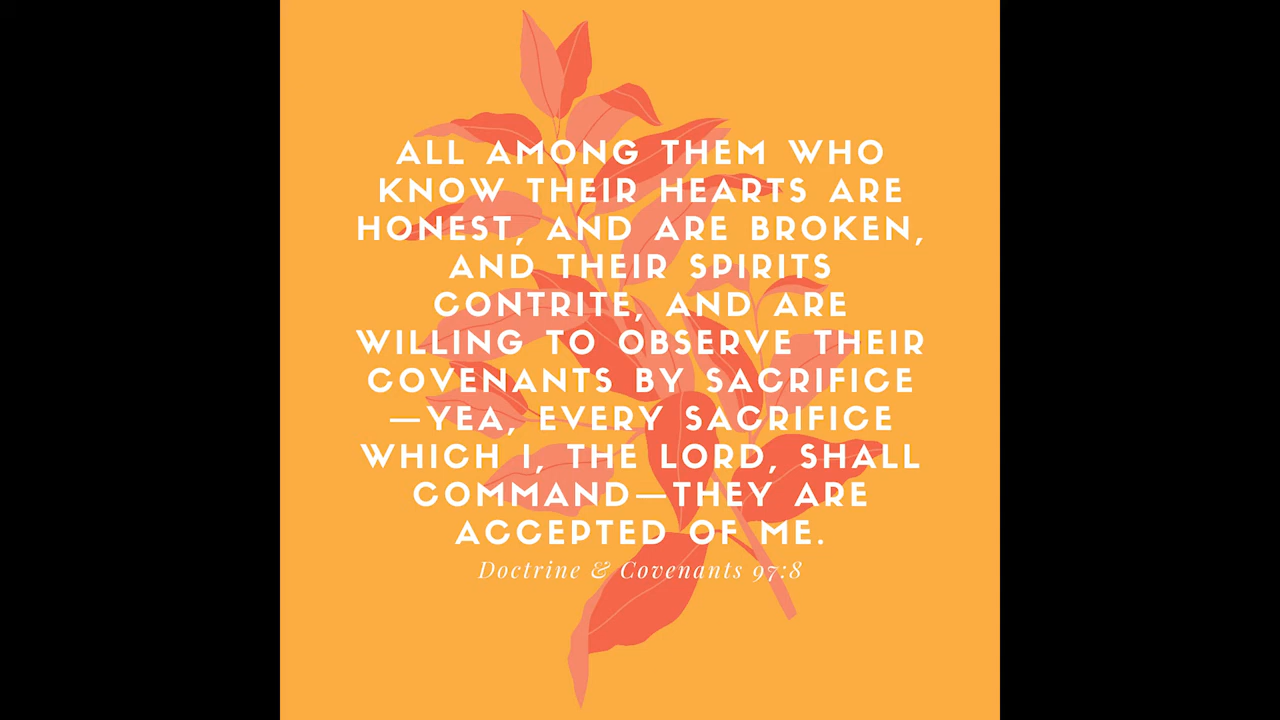 ALL AMONG THEM WHO
KNOW THEIR HEARTS ARE
HONEST, AND ARE BROKEN,
AND THEIR SPIRITS
CONTRITE, AND ARE
WILLING TO OBSERVE THEIR
COVENANTS BY SACRIFICE
—YEA, EVERY SACRIFICE
WHICH I, THE LORD, SHALL
COMMAND—THEY ARE
ACCEPTED OF ME.
Doctrine & Covenants 97:8